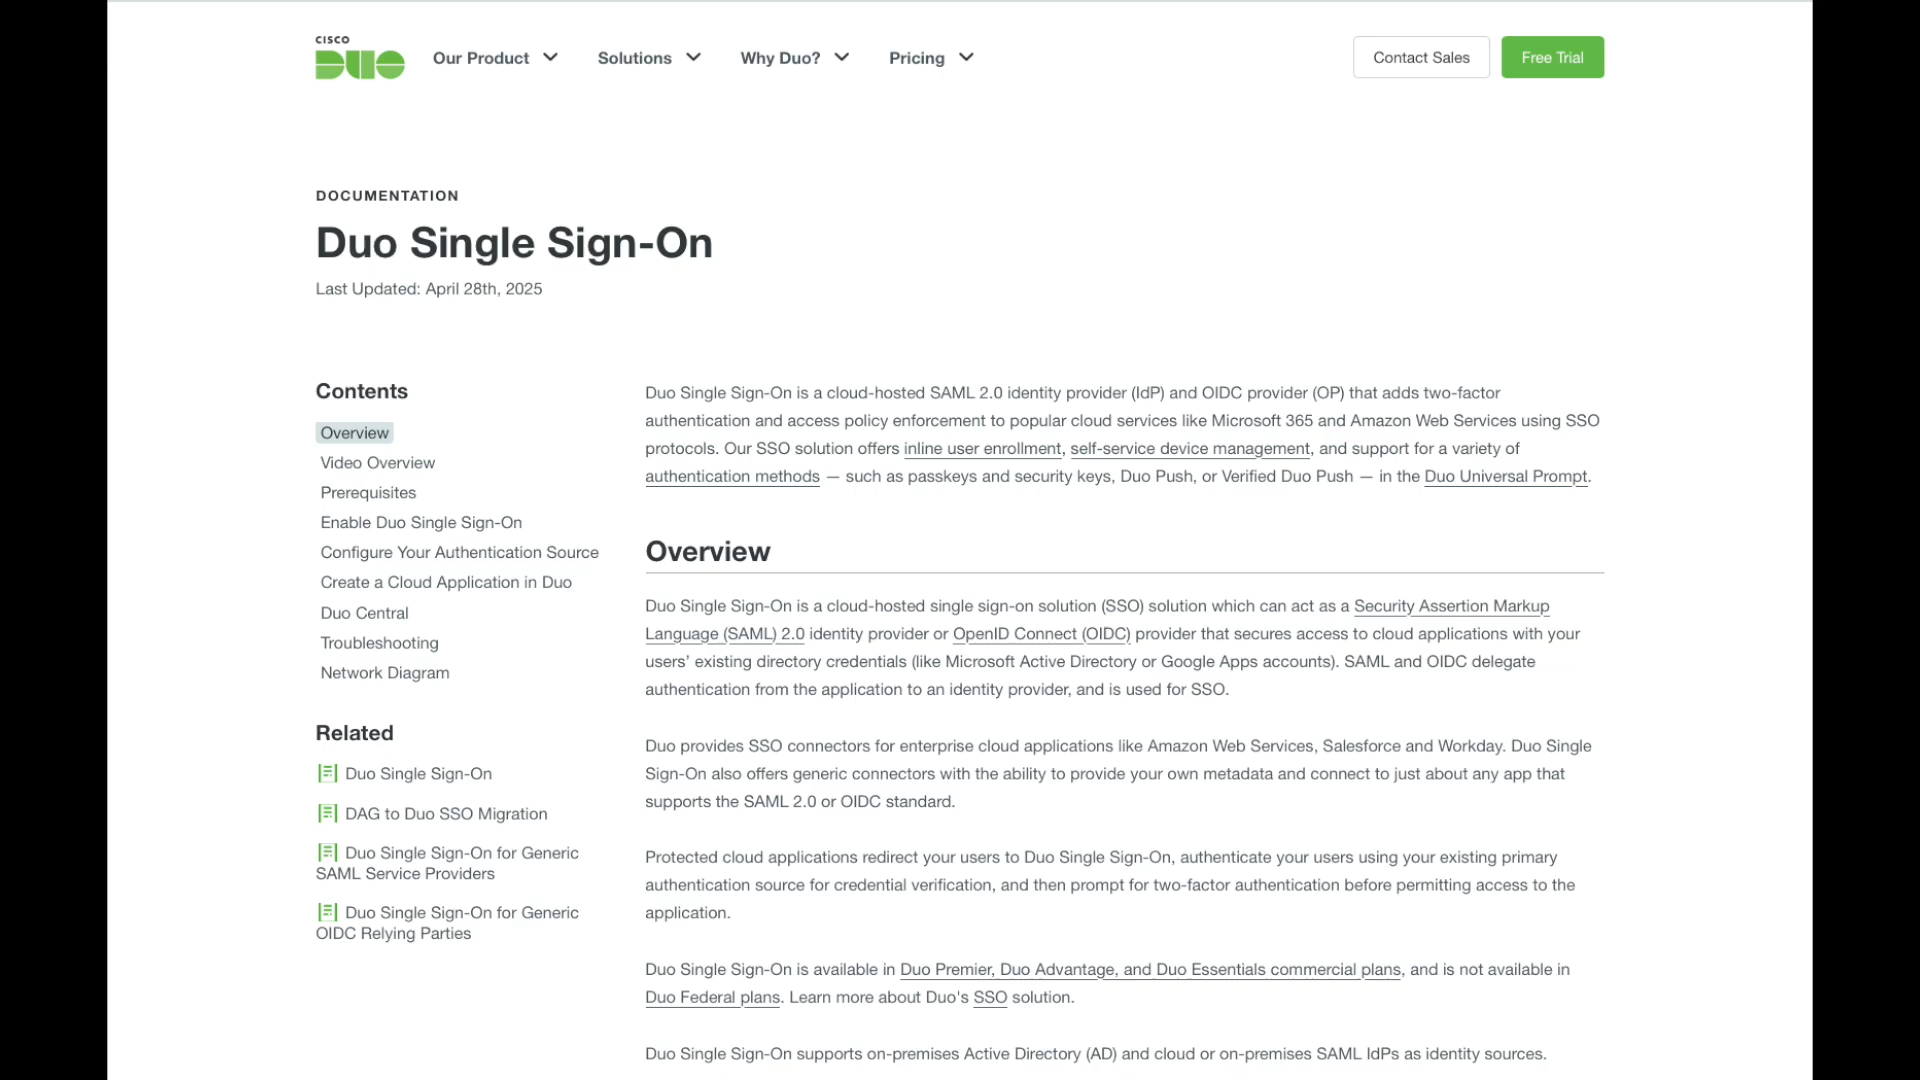 CISCO
DUO
Our Product
Solutions
Why Duo?
Pricing
Contact Sales
Free Trial
DOCUMENTATION
Duo Single Sign-On
Last Updated: April 28th, 2025
Contents
Overview
Video Overview
Prerequisites
Enable Duo Single Sign-On
Configure Your Authentication Source
Create a Cloud Application in Duo
Duo Central
Troubleshooting
Network Diagram
Related
Duo Single Sign-On
DAG to Duo SSO Migration
Duo Single Sign-On for Generic
SAML Service Providers
Duo Single Sign-On for Generic
OIDC Relying Parties
Duo Single Sign-On is a cloud-hosted SAML 2.0 identity provider (IdP) and OIDC provider (OP) that adds two-factor
authentication and access policy enforcement to popular cloud services like Microsoft 365 and Amazon Web Services using SSO
protocols. Our SSO solution offers inline user enrollment, self-service device management, and support for a variety of
authentication methods — such as passkeys and security keys, Duo Push, or Verified Duo Push — in the Duo Universal Prompt.
Overview
Duo Single Sign-On is a cloud-hosted single sign-on solution (SSO) solution which can act as a Security Assertion Markup
Language (SAML) 2.0 identity provider or OpenID Connect (OIDC) provider that secures access to cloud applications with your
users’ existing directory credentials (like Microsoft Active Directory or Google Apps accounts). SAML and OIDC delegate
authentication from the application to an identity provider, and is used for SSO.
Duo provides SSO connectors for enterprise cloud applications like Amazon Web Services, Salesforce and Workday. Duo Single
Sign-On also offers generic connectors with the ability to provide your own metadata and connect to just about any app that
supports the SAML 2.0 or OIDC standard.
Protected cloud applications redirect your users to Duo Single Sign-On, authenticate your users using your existing primary
authentication source for credential verification, and then prompt for two-factor authentication before permitting access to the
application.
Duo Single Sign-On is available in Duo Premier, Duo Advantage, and Duo Essentials commercial plans, and is not available in
Duo Federal plans. Learn more about Duo's SSO solution.
Duo Single Sign-On supports on-premises Active Directory (AD) and cloud or on-premises SAML IdPs as identity sources.